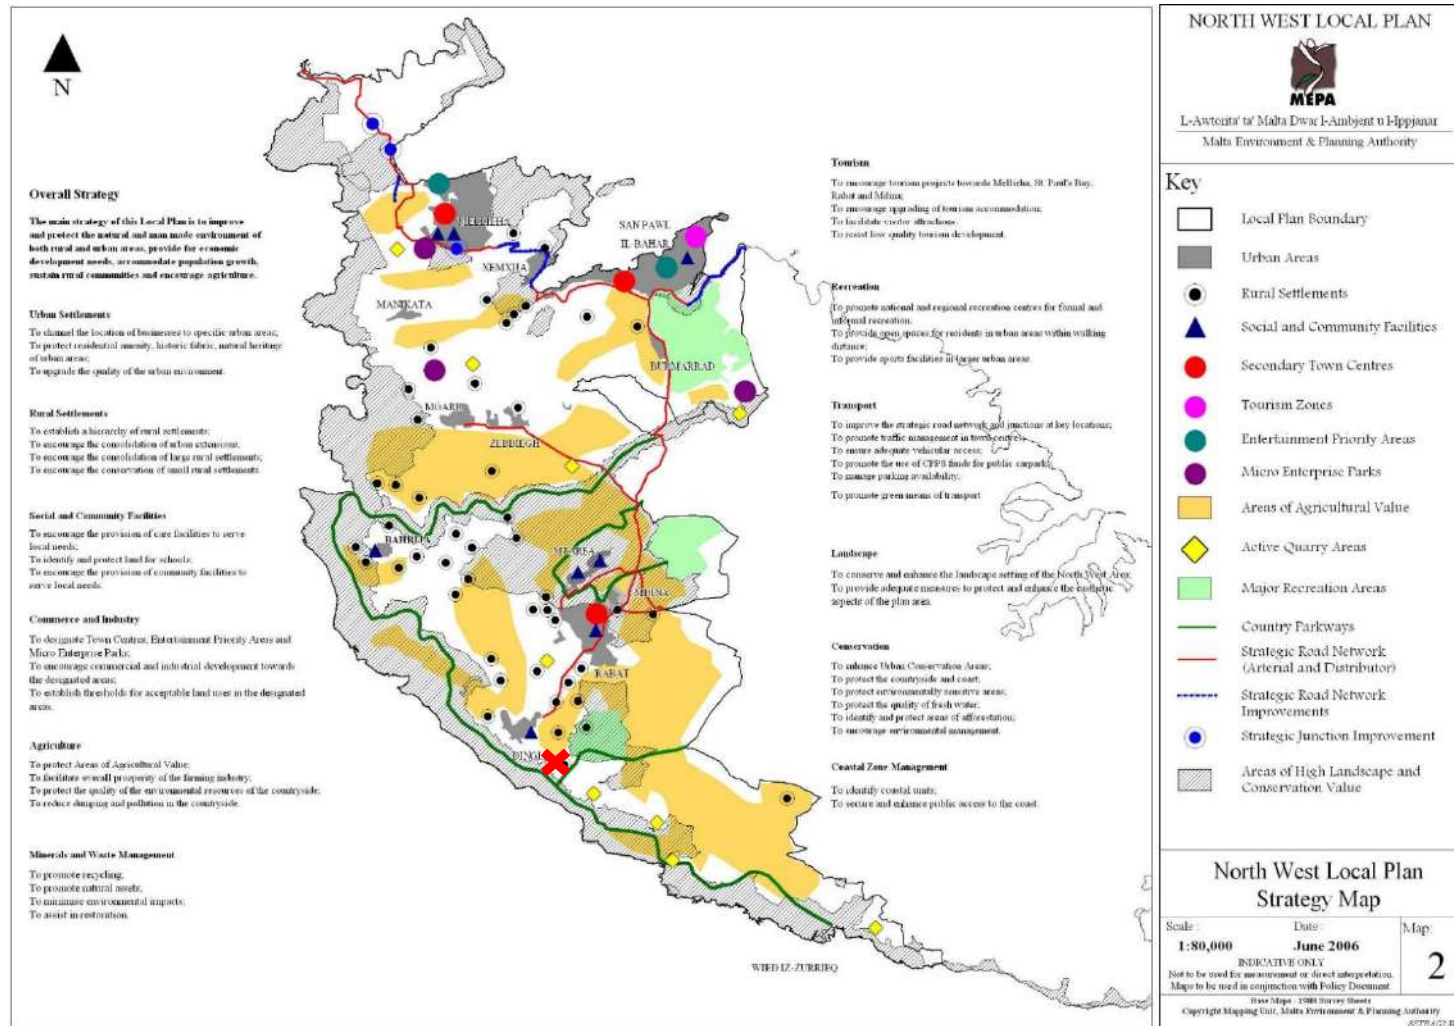 N
Overall Strategy
The main strategy of this Local Plan is to improve
and protect the natural and man made environment of
both rural and urban areas, provide for economic
development needs, accommodate population growth,
sustain rural communities and encourage agriculture.
Urban Settlements
To channel the location of businesses to specific urban areas;
To protect residential amenity, historic fabric, natural heritage
of urban areas;
To upgrade the quality of the urban environment.
Rural Settlements
To establish a hierarchy of rural settlements;
To encourage the consolidation of urban extensions;
To encourage the consolidation of large rural settlements;
To encourage the conservation of small rural settlements.
Social and Community Facilities
To encourage the provision of care facilities to serve
local needs;
To identify and protect land for schools;
To encourage the provision of community facilities to
serve local needs.
Commerce and Industry
To designate Town Centres, Entertainment Priority Areas and
Micro Enterprise Parks;
To encourage commercial and industrial development towards
the designated areas;
To establish thresholds for acceptable land uses in the designated
areas.
Agriculture
To protect Areas of Agricultural Value;
To facilitate overall prosperity of the farming industry;
To protect the quality of the environmental resources of the countryside;
To reduce dumping and pollution in the countryside.
Minerals and Waste Management
To promote recycling;
To promote natural assets;
To minimise environmental impacts;
To assist in restoration.
MELLIEHA
SAN PAWL
IL-BAHAR
XEMXIJA
MANIKATA
BURMARRAD
MGARR
ZEBBIEGH
BAHRIJA
MTARFA
MDINA
RABAT
DINGLI
WIED IZ-ZURRIEQ
Tourism
To encourage tourism projects towards Mellieha, St. Paul's Bay,
Rabat and Mdina;
To encourage upgrading of tourism accommodation;
To facilitate visitor attractions.
To resist low quality tourism development.
Recreation
To promote national and regional recreation centres for formal and
informal recreation.
To provide open spaces for residents in urban areas within walking
distance;
To provide sports facilities in larger urban areas.
Transport
To improve the strategic road network and junctions at key locations;
To promote traffic management in town centres;
To ensure adequate vehicular access;
To promote the use of CPPS funds for public carparks;
To manage parking availability;
To promote green means of transport
Landscape
To conserve and enhance the landscape setting of the North West Area;
To provide adequate measures to protect and enhance the aesthetic
aspects of the plan area.
Conservation
To enhance Urban Conservation Areas;
To protect the countryside and coast;
To protect environmentally sensitive areas;
To protect the quality of fresh water;
To identify and protect areas of afforestation;
To encourage environmental management.
Coastal Zone Management
To identify coastal units;
To secure and enhance public access to the coast.
NORTH WEST LOCAL PLAN
MEPA
L-Awtorita' ta' Malta Dwar l-Ambjent u l-Ippjanar
Malta Environment & Planning Authority
Key
Local Plan Boundary
Urban Areas
Rural Settlements
Social and Community Facilities
Secondary Town Centres
Tourism Zones
Entertainment Priority Areas
Micro Enterprise Parks
Areas of Agricultural Value
Active Quarry Areas
Major Recreation Areas
Country Parkways
Strategic Road Network
(Arterial and Distributor)
Strategic Road Network
Improvements
Strategic Junction Improvement
Areas of High Landscape and
Conservation Value
North West Local Plan
Strategy Map
Scale :
1:80,000
Date :
June 2006
Map:
2
INDICATIVE ONLY
Not to be used for measurement or direct interpretation.
Maps to be used in conjunction with Policy Document
Base Maps - 1988 Survey Sheets
Copyright Mapping Unit, Malta Environment & Planning Authority